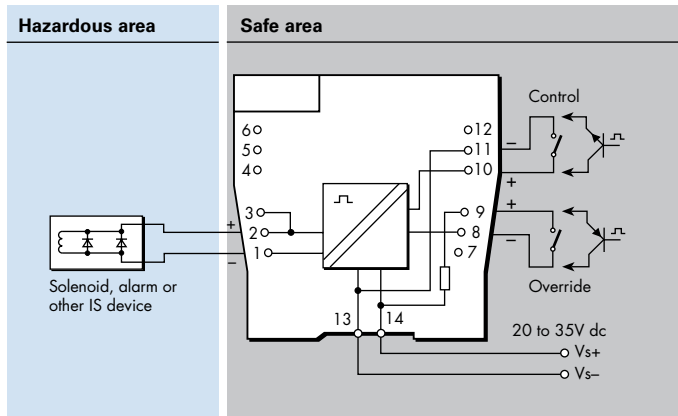 Hazardous area
Safe area
Control
6
5
4
12
11
10
–
+
3
2
1
+
–
9
8
7
+
–
Solenoid, alarm or
other IS device
Override
13
14
20 to 35V dc
Vs+
Vs–